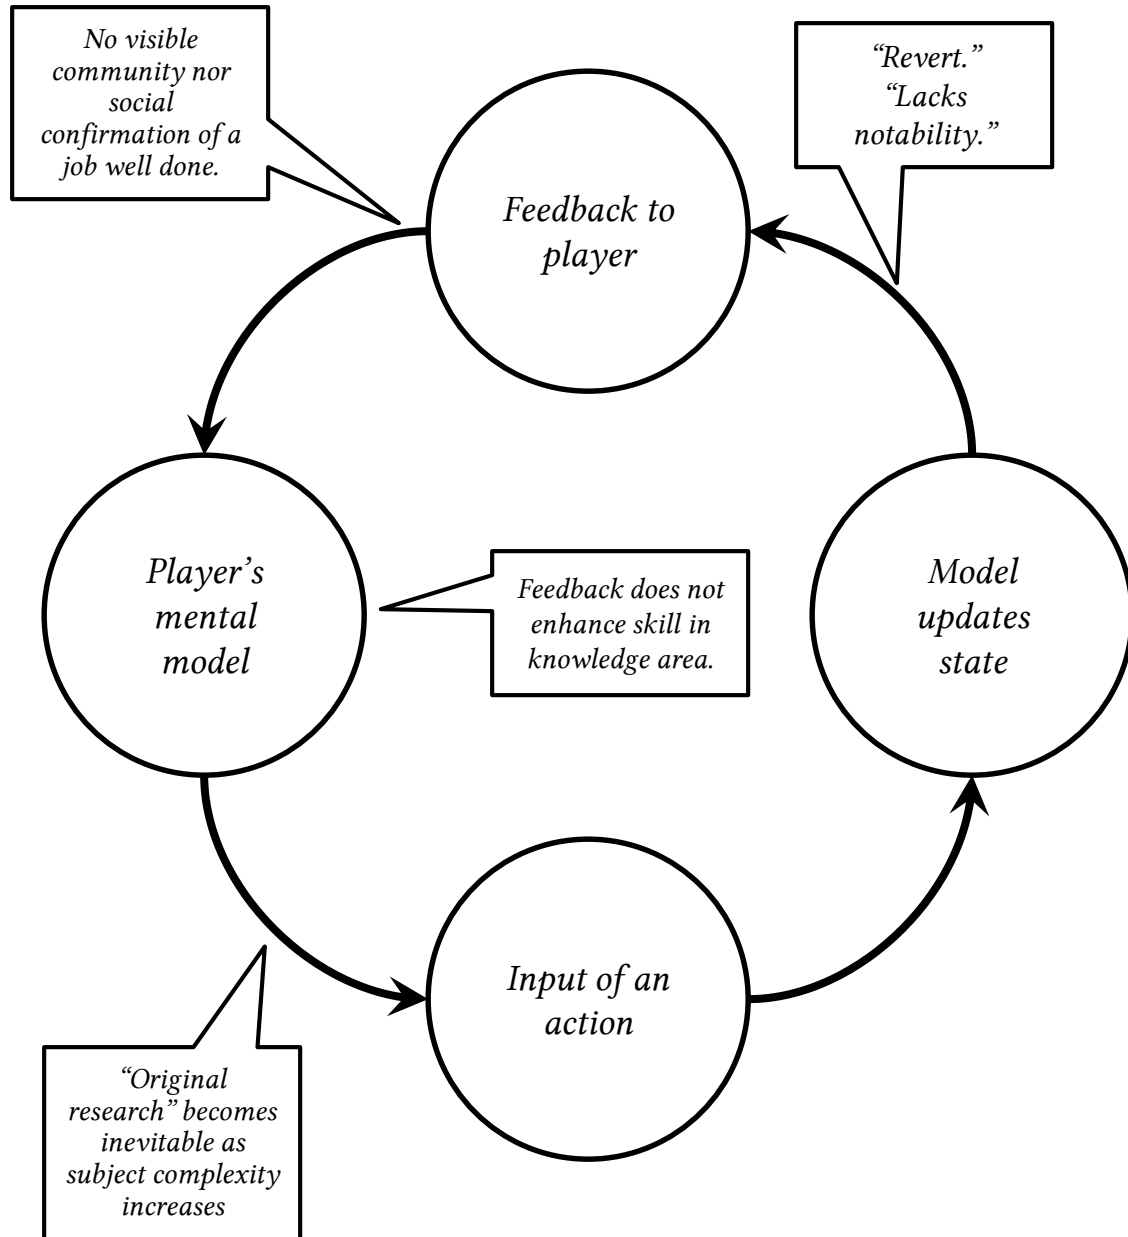 No visible
community nor
social
confirmation of a
job well done.
“Revert.”
“Lacks
notability.”
Feedback to
player
Player’s
mental
model
Feedback does not
enhance skill in
knowledge area.
Model
updates
state
Input of an
action
“Original
research” becomes
inevitable as
subject complexity
increases